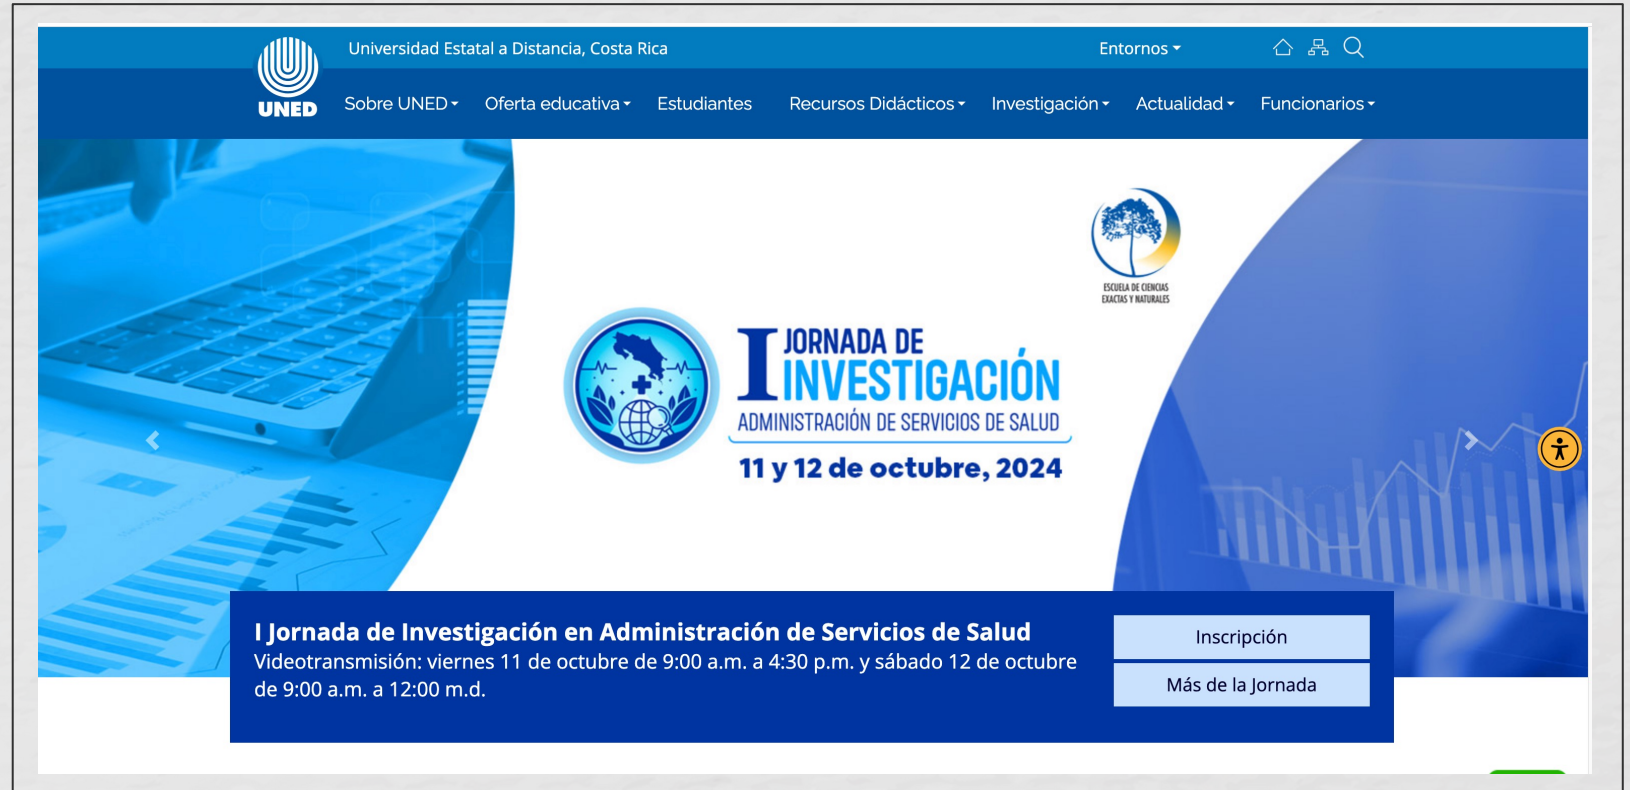 Universidad Estatal a Distancia, Costa Rica
Entornos
UNED
Sobre UNED
Oferta educativa
Estudiantes
Recursos Didácticos
Investigación
Actualidad
Funcionarios
ESCUELA DE CIENCIAS
EXACTAS Y NATURALES
I JORNADA DE
INVESTIGACIÓN
ADMINISTRACIÓN DE SERVICIOS DE SALUD
11 y 12 de octubre, 2024
I Jornada de Investigación en Administración de Servicios de Salud
Videotransmisión: viernes 11 de octubre de 9:00 a.m. a 4:30 p.m. y sábado 12 de octubre
de 9:00 a.m. a 12:00 m.d.
Inscripción
Más de la Jornada